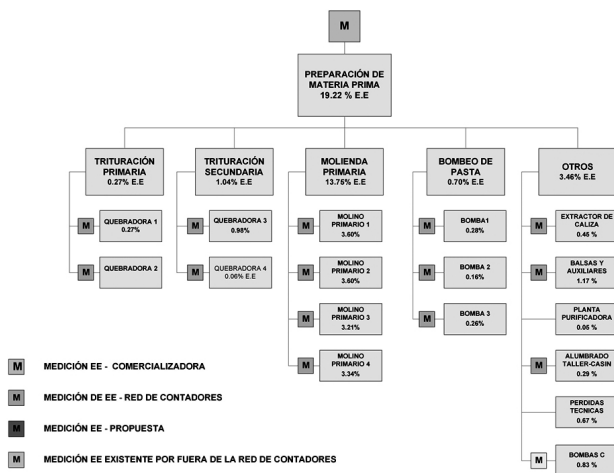 M
PREPARACIÓN DE
MATERIA PRIMA
19.22 % E.E
TRITURACIÓN
PRIMARIA
0.27% E.E
M
QUEBRADORA 1
0.27%
M
QUEBRADORA 2
TRITURACIÓN
SECUNDARIA
1.04% E.E
M
QUEBRADORA 3
0.98%
M
QUEBRADORA 4
0.06% E.E
MOLIENDA
PRIMARIA
13.75% E.E
M
MOLINO
PRIMARIO 1
3.60%
M
MOLINO
PRIMARIO 2
3.60%
M
MOLINO
PRIMARIO 3
3.21%
M
MOLINO
PRIMARIO 4
3.34%
BOMBEO DE
PASTA
0.70% E.E
M
BOMBA1
0.28%
M
BOMBA 2
0.16%
M
BOMBA 3
0.26%
OTROS
3.46% E.E
M
EXTRACTOR DE
CALIZA
0.45 %
M
BALSAS Y
AUXILIARES
1.17 %
PLANTA
PURIFICADORA
0.05 %
M
ALUMBRADO
TALLER-CASIN
0.29 %
PERDIDAS
TECNICAS
0.67 %
M
BOMBAS C
0.83 %
M MEDICIÓN EE - COMERCIALIZADORA
M MEDICIÓN DE EE - RED DE CONTADORES
M MEDICIÓN EE - PROPUESTA
M MEDICIÓN EE EXISTENTE POR FUERA DE LA RED DE CONTADORES